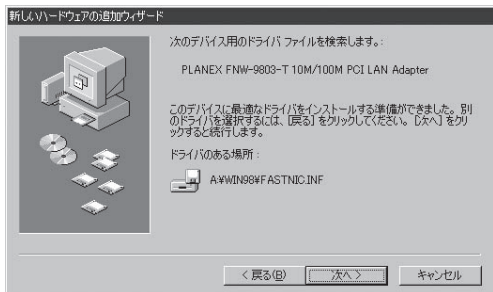 新しいハードウェアの追加ウィザード
次のデバイス用のドライバ ファイルを検索します。:
PLANEX FNW-9803-T 10M/100M PCI LAN Adapter
このデバイスに最適なドライバをインストールする準備ができました。別
のドライバを選択するには、[戻る] をクリックしてください。[次へ] をクリ
ックすると続行します。
ドライバのある場所:
A:¥WIN98¥FASTNIC.INF
< 戻る(B)
次へ >
キャンセル